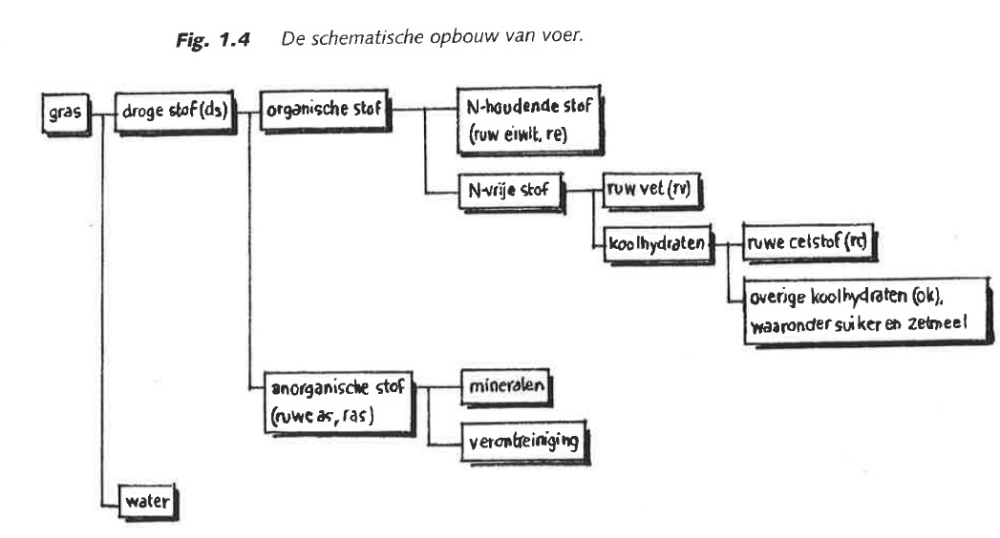 Fig. 1.4 De schematische opbouw van voer.
gras
droge stof (ds)
organische stof
N-houdende stof
(ruw eiwit, re)
N-vrije stof
ruw vet (rv)
koolhydraten
ruwe celstof (rc)
overige koolhydraten (ok),
waaronder suiker en zetmeel
anorganische stof
(ruwe as, ras)
mineralen
verontreiniging
water